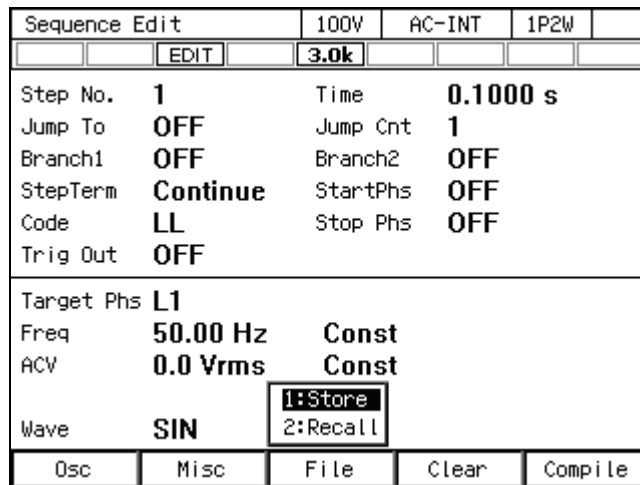 Sequence Edit 100V AC-INT 1P2W
EDIT 3.0k
Step No. 1 Time 0.1000 s
Jump To OFF Jump Cnt 1
Branch1 OFF Branch2 OFF
StepTerm Continue StartPhs OFF
Code LL Stop Phs OFF
Trig Out OFF
Target Phs L1
Freq 50.00 Hz Const
ACV 0.0 Vrms Const
1:Store
Wave SIN 2:Recall
Osc Misc File Clear Compile